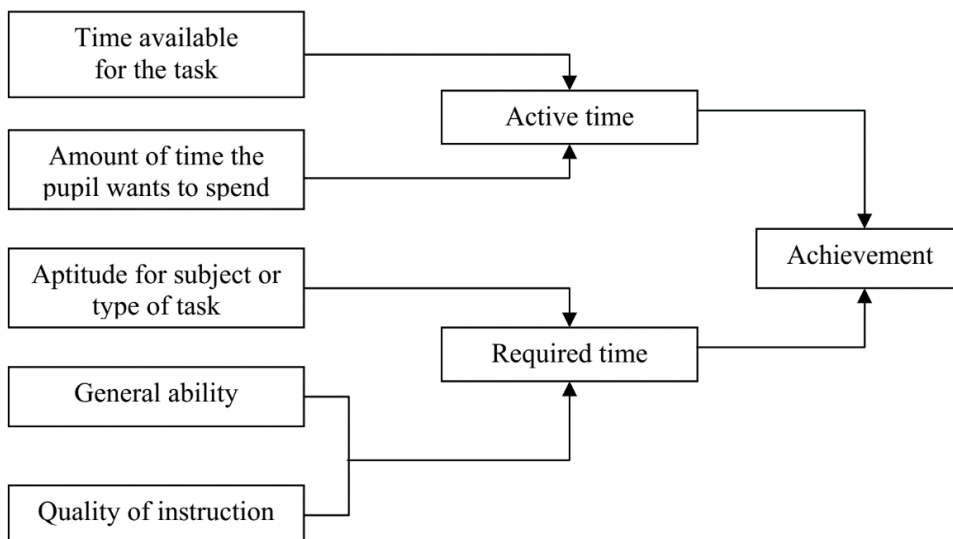 Time available
for the task
Active time
Amount of time the
pupil wants to spend
Achievement
Aptitude for subject or
type of task
Required time
General ability
Quality of instruction